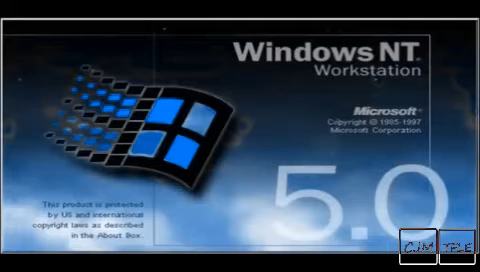 Windows NT®
Workstation
Microsoft®
Copyright © 1985-1997
Microsoft Corporation
5.0
This product is protected
by US and international
copyright laws as described
in the About Box.
CJM